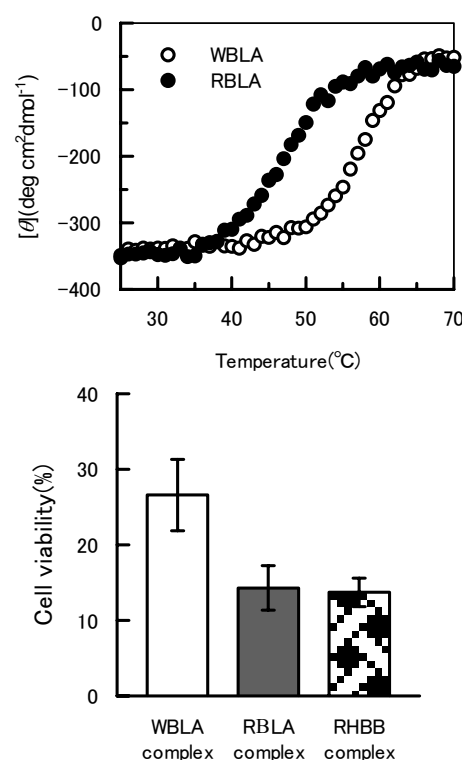 0
-100
-200
-300
-400
[θ](deg cm²dmol⁻¹)
WBLA
RBLA
30 40 50 60 70
Temperature(℃)
40
30
20
10
0
Cell viability(%)
WBLA RBLA RHBB
complex complex complex